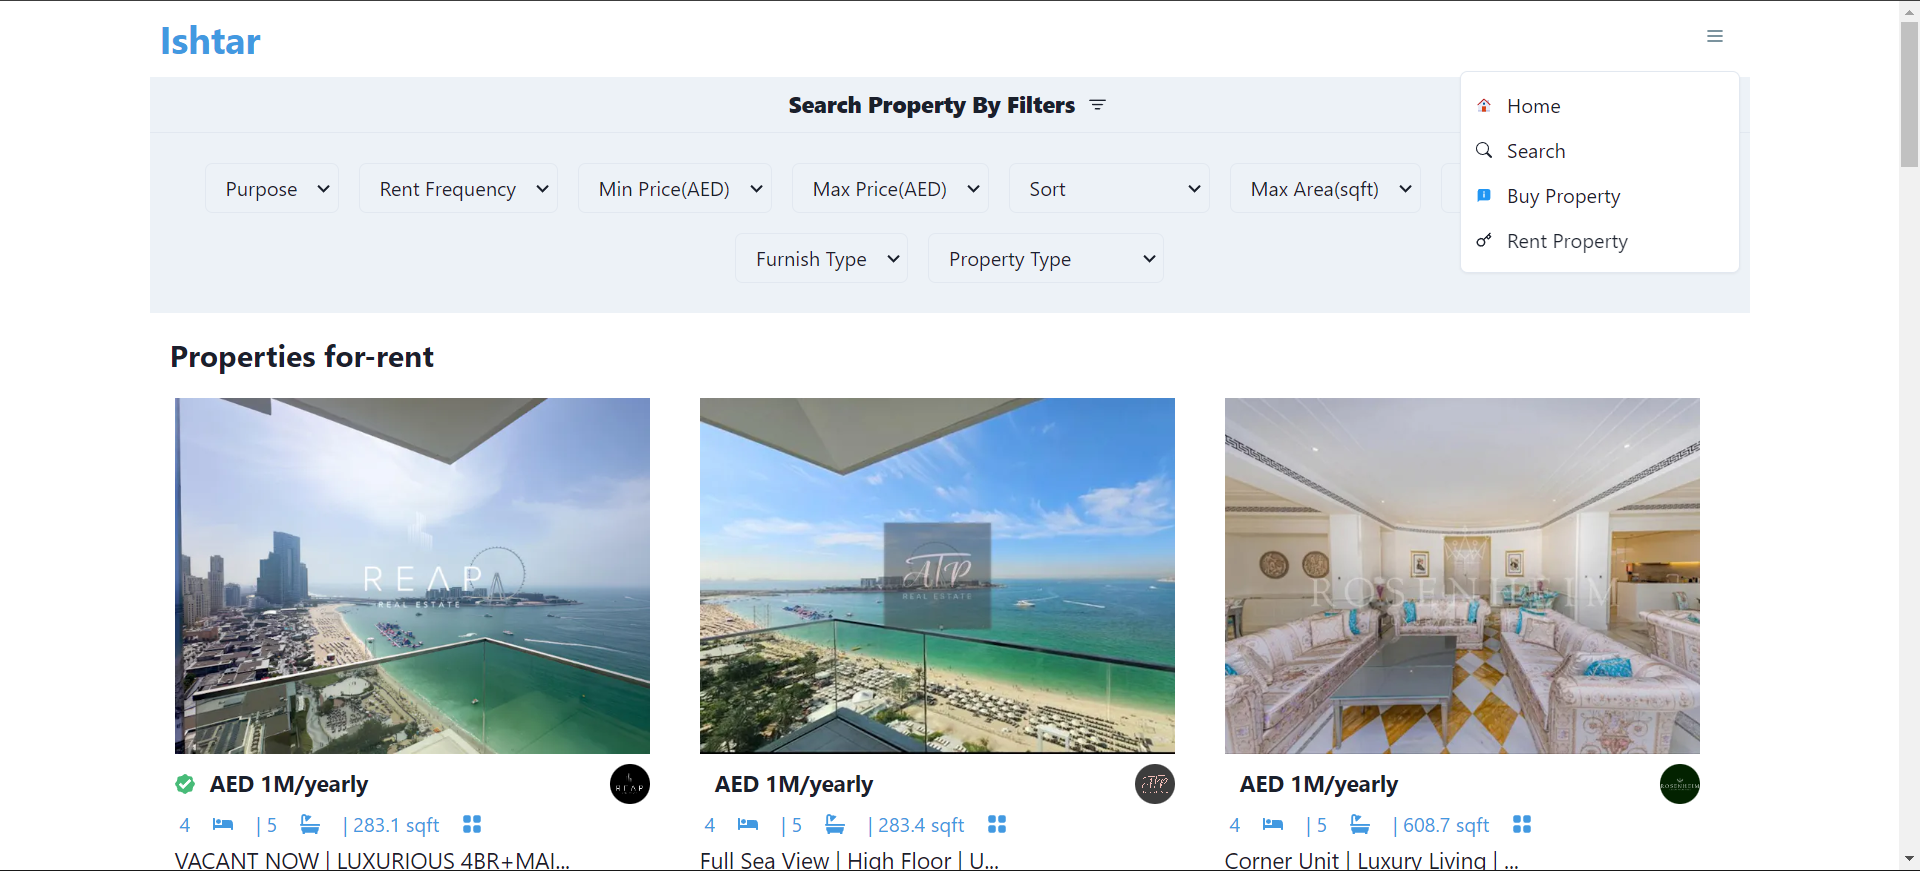 Ishtar
Search Property By Filters
Home
Search
Buy Property
Rent Property
Purpose
Rent Frequency
Min Price(AED)
Max Price(AED)
Sort
Max Area(sqft)
Furnish Type
Property Type
Properties for-rent
REAP
REAL ESTATE
ATP
REAL ESTATE
ROSENHEIM
AED 1M/yearly
REAP
4 | 5 | 283.1 sqft
VACANT NOW | LUXURIOUS 4BR+MAI...
AED 1M/yearly
ATP
4 | 5 | 283.4 sqft
Full Sea View | High Floor | U...
AED 1M/yearly
ROSENHEIM
4 | 5 | 608.7 sqft
Corner Unit | Luxury Living | ...